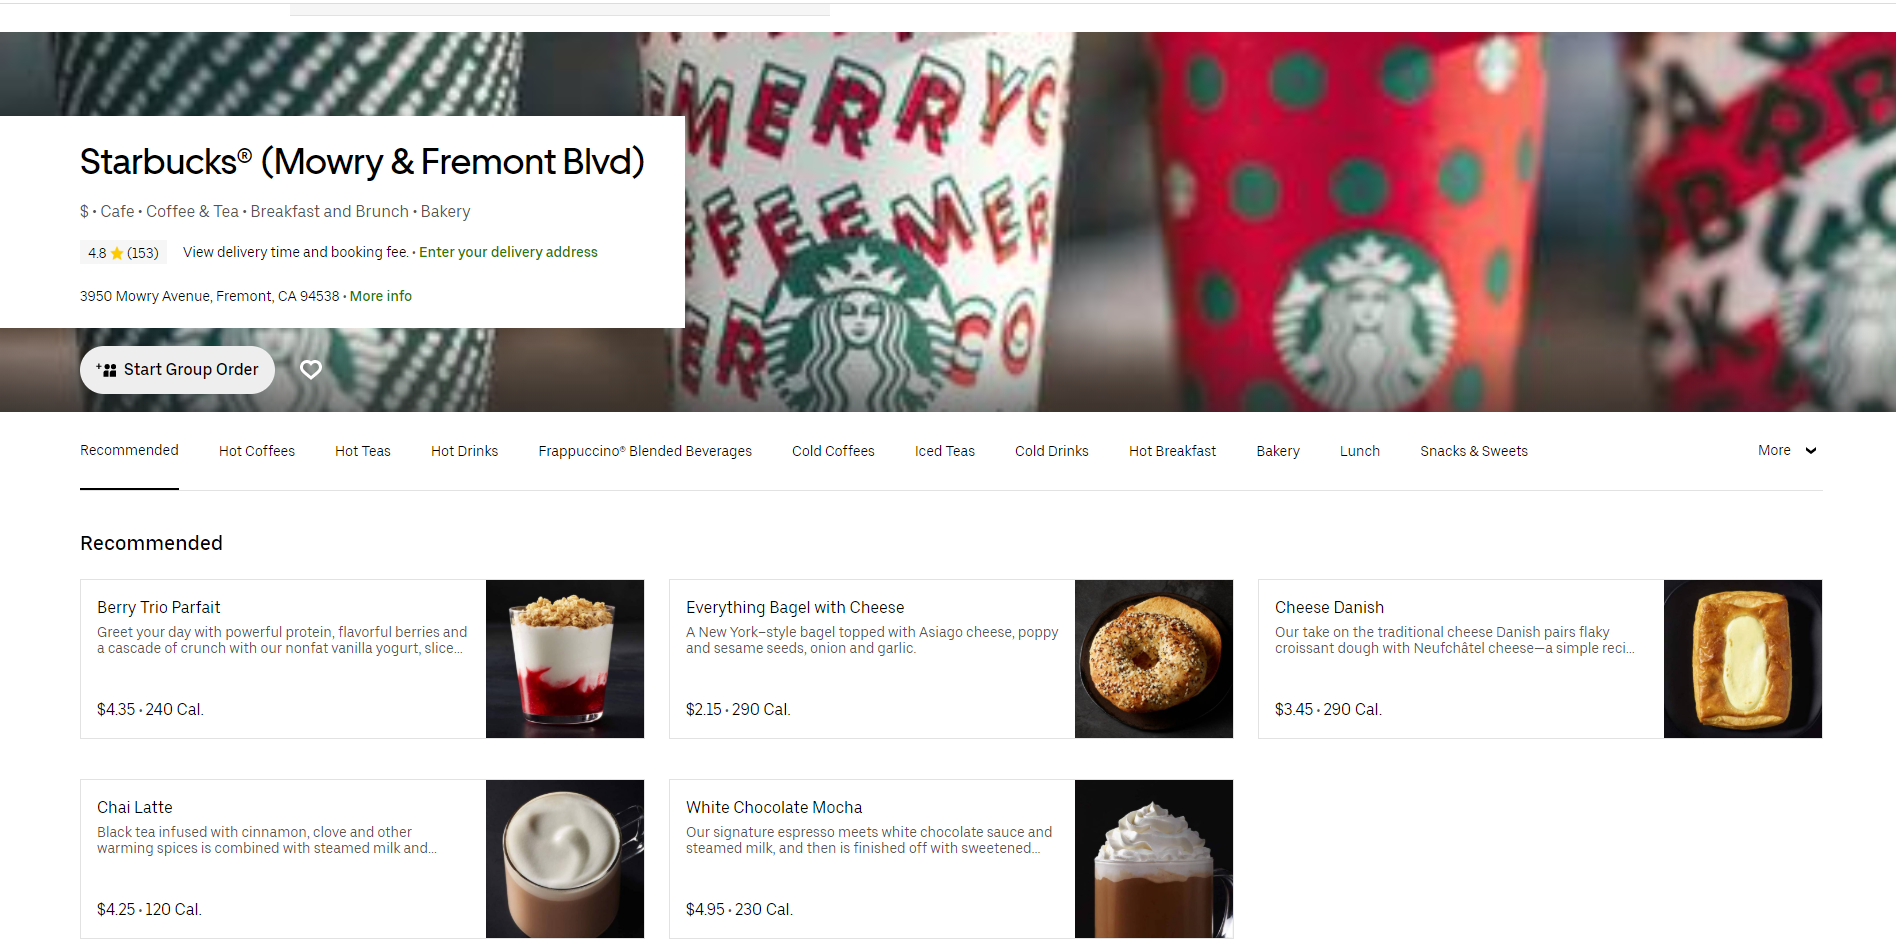 MERRY C
FFEE MER
ER CO
ARB
BU
K
Starbucks® (Mowry & Fremont Blvd)
$ • Cafe • Coffee & Tea • Breakfast and Brunch • Bakery
4.8 ★ (153) View delivery time and booking fee. • Enter your delivery address
3950 Mowry Avenue, Fremont, CA 94538 • More info
Start Group Order
Recommended Hot Coffees Hot Teas Hot Drinks Frappuccino® Blended Beverages Cold Coffees Iced Teas Cold Drinks Hot Breakfast Bakery Lunch Snacks & Sweets More
Recommended
Berry Trio Parfait
Greet your day with powerful protein, flavorful berries and
a cascade of crunch with our nonfat vanilla yogurt, slice...
$4.35 • 240 Cal.
Everything Bagel with Cheese
A New York–style bagel topped with Asiago cheese, poppy
and sesame seeds, onion and garlic.
$2.15 • 290 Cal.
Cheese Danish
Our take on the traditional cheese Danish pairs flaky
croissant dough with Neufchâtel cheese—a simple reci...
$3.45 • 290 Cal.
Chai Latte
Black tea infused with cinnamon, clove and other
warming spices is combined with steamed milk and...
$4.25 • 120 Cal.
White Chocolate Mocha
Our signature espresso meets white chocolate sauce and
steamed milk, and then is finished off with sweetened...
$4.95 • 230 Cal.